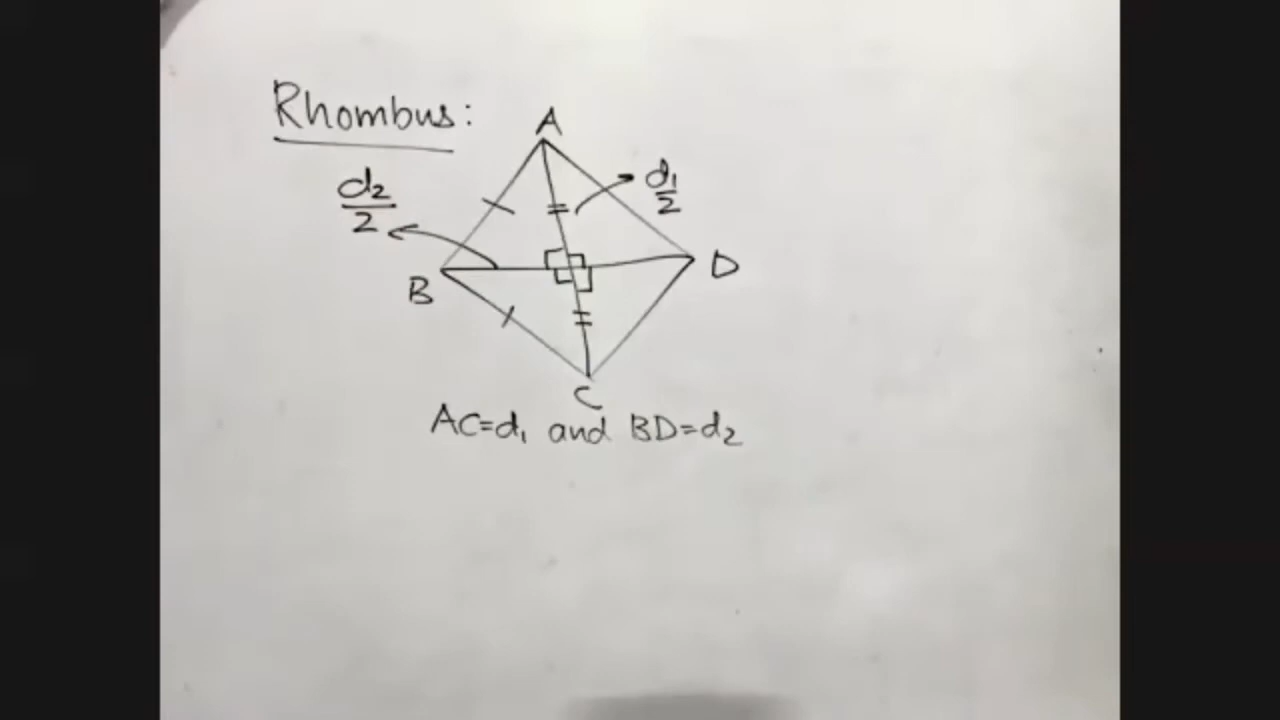 Rhombus:
A
d₂/2
d₁/2
B
D
C
AC=d₁ and BD=d₂